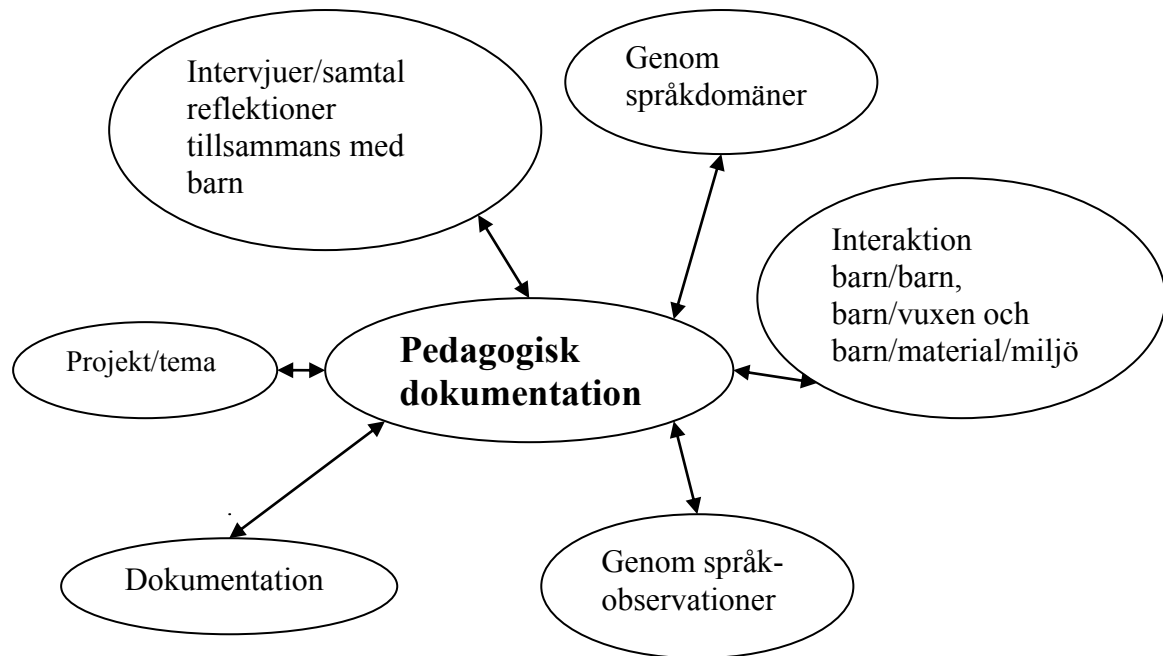 Intervjuer/samtal
reflektioner
tillsammans med
barn
Genom
språkdomäner
Interaktion
barn/barn,
barn/vuxen och
barn/material/miljö
Projekt/tema
Pedagogisk
dokumentation
Dokumentation
Genom språk-
observationer